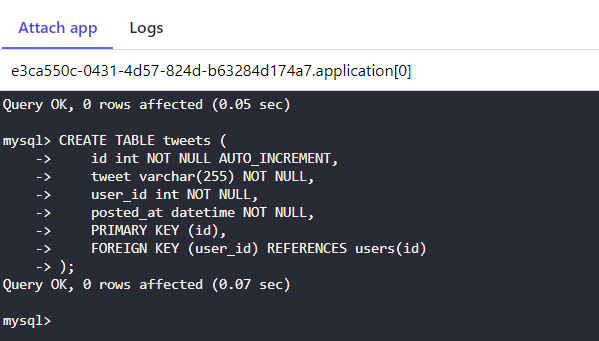 Attach app Logs
e3ca550c-0431-4d57-824d-b63284d174a7.application[0]
Query OK, 0 rows affected (0.05 sec)
mysql> CREATE TABLE tweets (
    ->     id int NOT NULL AUTO_INCREMENT,
    ->     tweet varchar(255) NOT NULL,
    ->     user_id int NOT NULL,
    ->     posted_at datetime NOT NULL,
    ->     PRIMARY KEY (id),
    ->     FOREIGN KEY (user_id) REFERENCES users(id)
    -> );
Query OK, 0 rows affected (0.07 sec)
mysql>